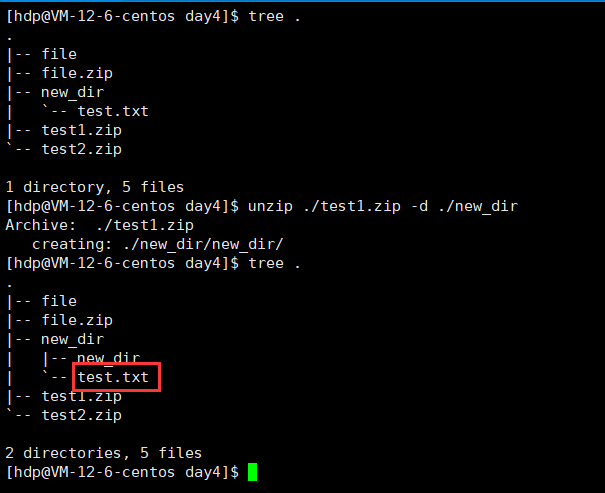 [hdp@VM-12-6-centos day4]$ tree .
.
|-- file
|-- file.zip
|-- new_dir
|   `-- test.txt
|-- test1.zip
`-- test2.zip

1 directory, 5 files
[hdp@VM-12-6-centos day4]$ unzip ./test1.zip -d ./new_dir
Archive:  ./test1.zip
   creating: ./new_dir/new_dir/
[hdp@VM-12-6-centos day4]$ tree .
.
|-- file
|-- file.zip
|-- new_dir
|   |-- new_dir
|   `-- test.txt
|-- test1.zip
`-- test2.zip

2 directories, 5 files
[hdp@VM-12-6-centos day4]$